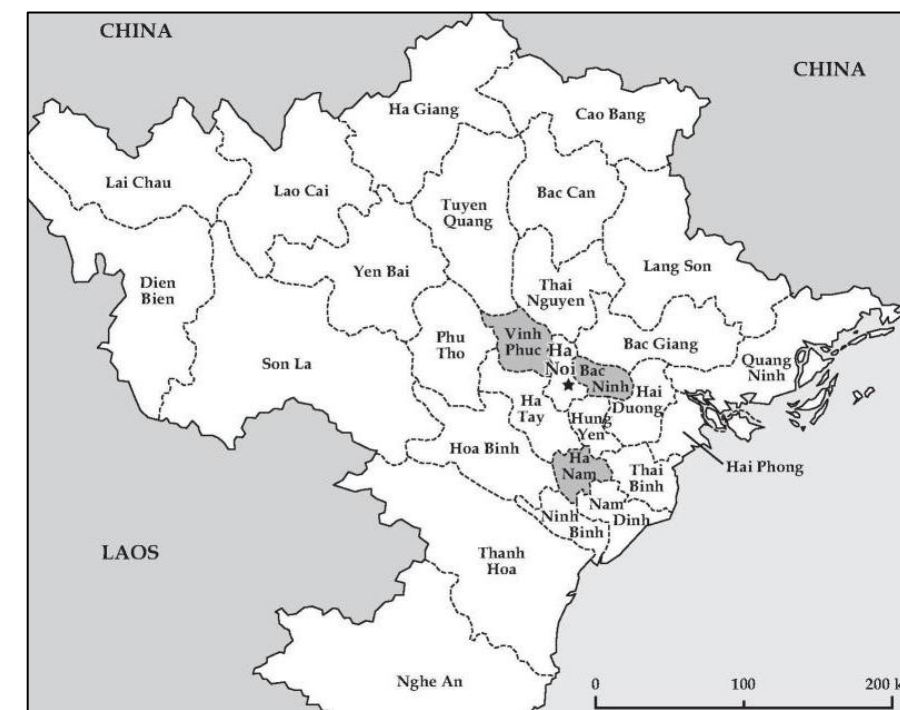 CHINA
CHINA
Ha Giang
Cao Bang
Lai Chau
Lao Cai
Bac Can
Tuyen
Quang
Yen Bai
Lang Son
Dien
Bien
Thai
Nguyen
Phu
Tho
Vinh
Phuc
Ha
Noi
Bac Giang
Quang
Ninh
Son La
Bac
Ninh
Hai
Duong
Ha
Tay
Hung
Yen
Hoa Binh
Ha
Nam
Thai
Binh
Hai Phong
Nam
Dinh
Ninh
Binh
LAOS
Thanh
Hoa
Nghe An
0 100 200 k